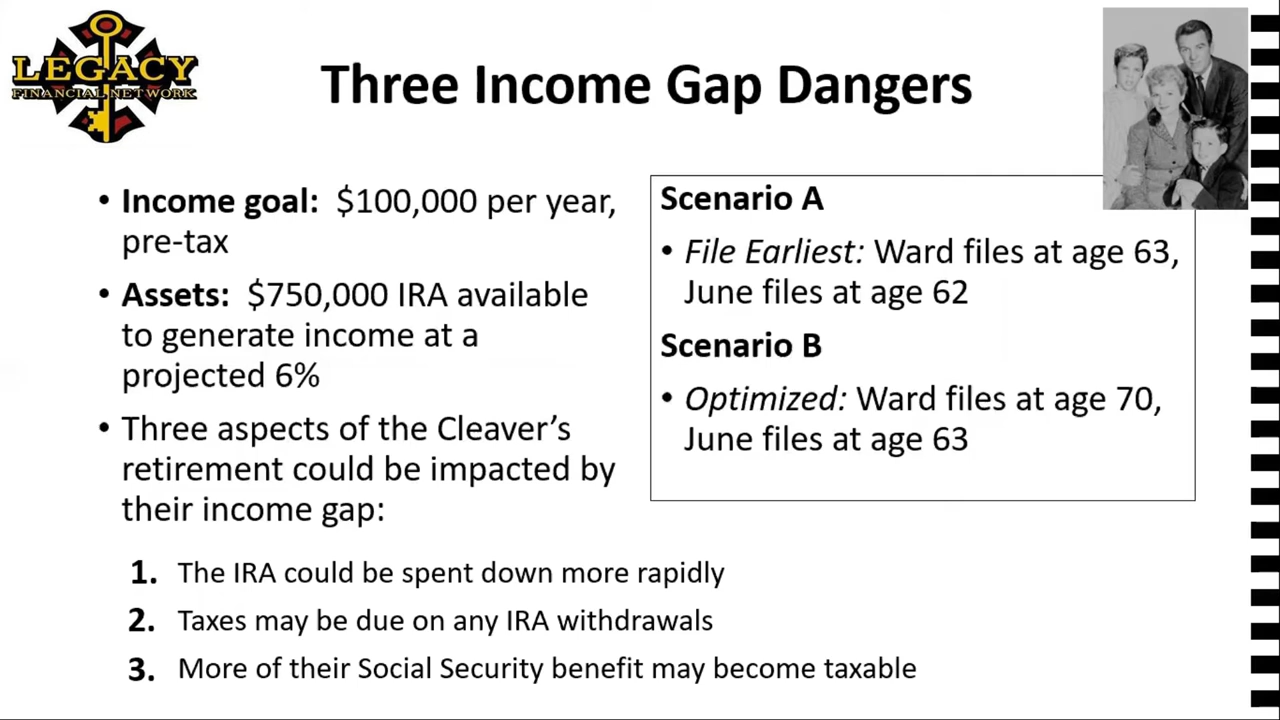 LEGACY
FINANCIAL NETWORK
Three Income Gap Dangers
• Income goal: $100,000 per year,
pre-tax
• Assets: $750,000 IRA available
to generate income at a
projected 6%
• Three aspects of the Cleaver’s
retirement could be impacted by
their income gap:
1. The IRA could be spent down more rapidly
2. Taxes may be due on any IRA withdrawals
3. More of their Social Security benefit may become taxable
Scenario A
• File Earliest: Ward files at age 63,
June files at age 62
Scenario B
• Optimized: Ward files at age 70,
June files at age 63